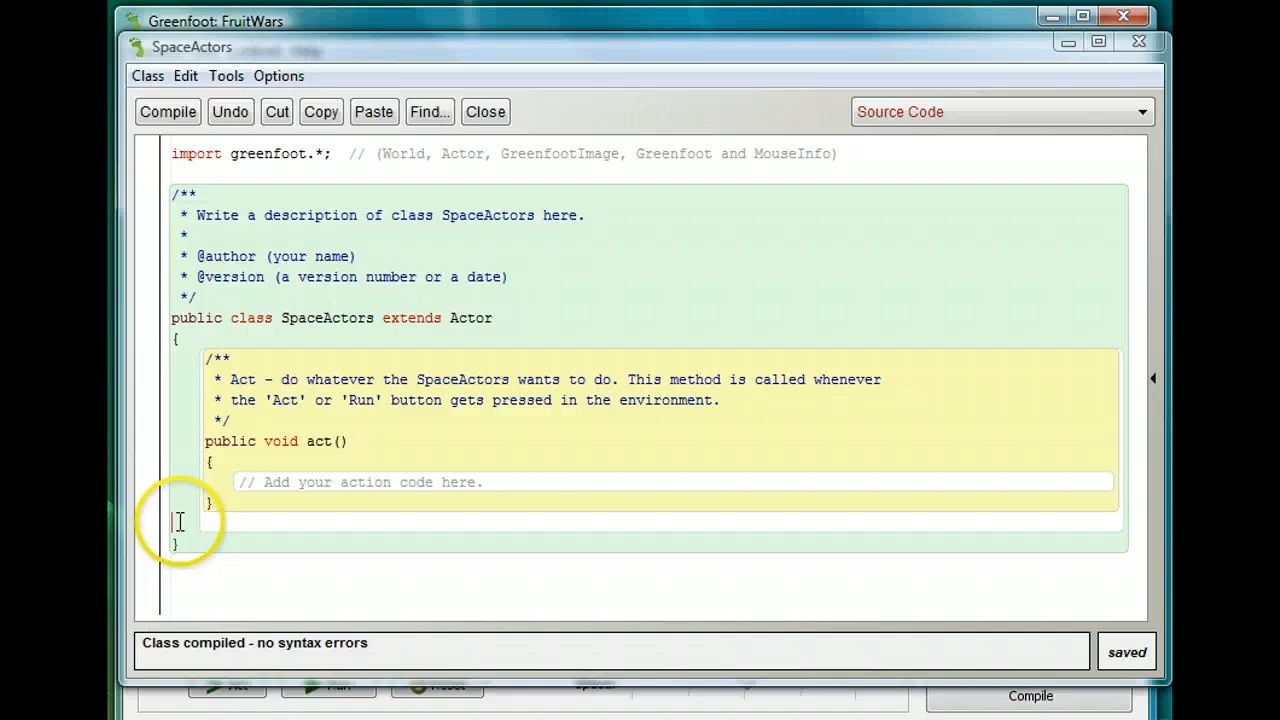 Greenfoot: FruitWars
SpaceActors
Class Edit Tools Options
Compile Undo Cut Copy Paste Find... Close Source Code
import greenfoot.*; // (World, Actor, GreenfootImage, Greenfoot and MouseInfo)
/**
* Write a description of class SpaceActors here.
*
* @author (your name)
* @version (a version number or a date)
*/
public class SpaceActors extends Actor
{
/**
* Act - do whatever the SpaceActors wants to do. This method is called whenever
* the 'Act' or 'Run' button gets pressed in the environment.
*/
public void act()
{
// Add your action code here.
}
}
Class compiled - no syntax errors
saved
Compile